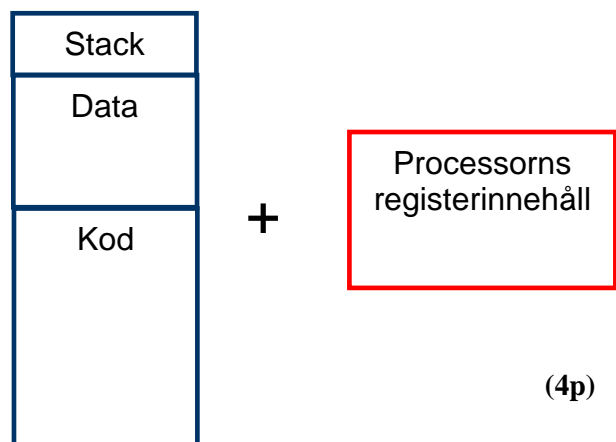 Stack
Data
Kod
+
Processorns
registerinnehåll
(4p)